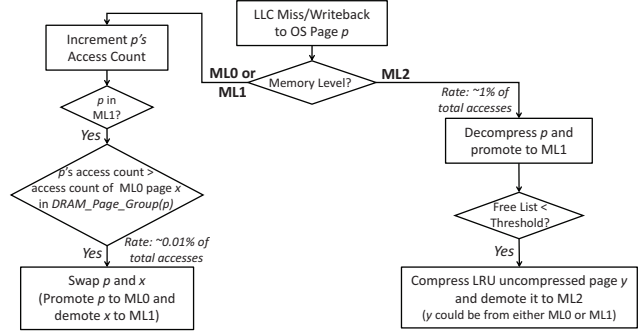 LLC Miss/Writeback
to OS Page p
Increment p's
Access Count
ML0 or
ML1
Memory Level?
ML2
Rate: ~1% of
total accesses
p in
ML1?
Yes
Decompress p and
promote to ML1
p's access count >
access count of ML0 page x
in DRAM_Page_Group(p)
Free List <
Threshold?
Yes
Rate: ~0.01% of
total accesses
Yes
Swap p and x
(Promote p to ML0 and
demote x to ML1)
Compress LRU uncompressed page y
and demote it to ML2
(y could be from either ML0 or ML1)